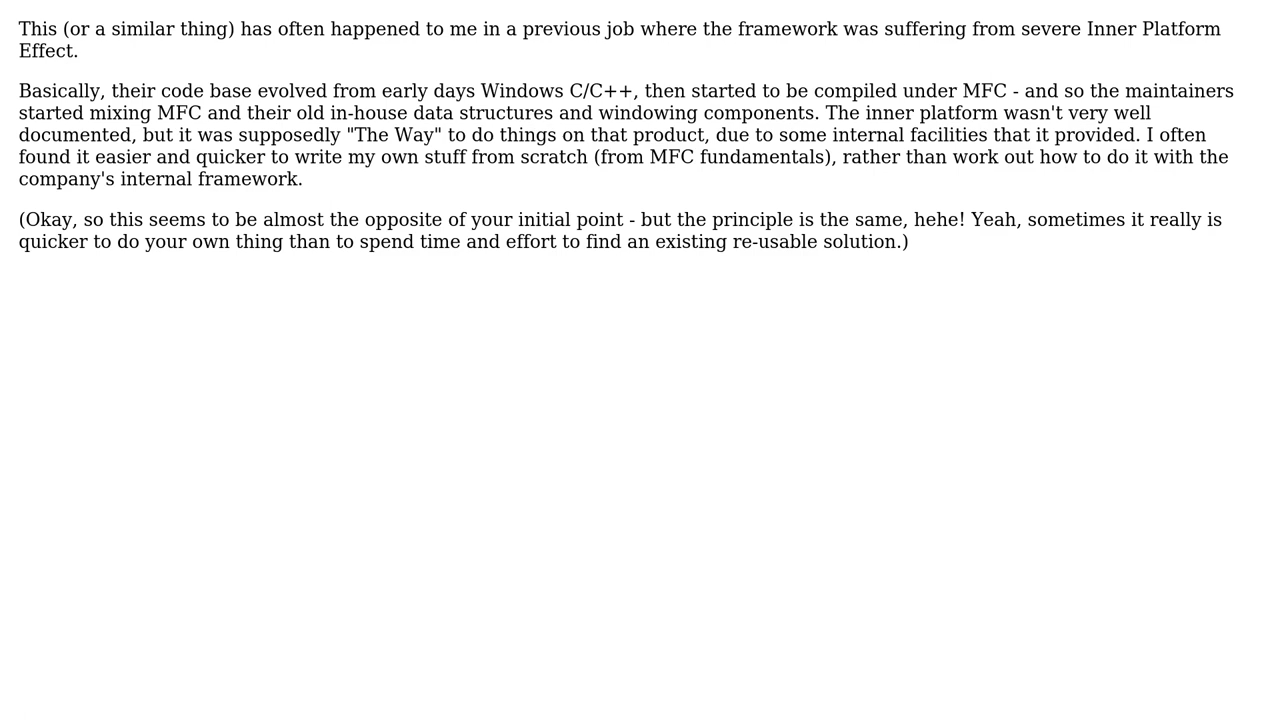 This (or a similar thing) has often happened to me in a previous job where the framework was suffering from severe Inner Platform
Effect.
Basically, their code base evolved from early days Windows C/C++, then started to be compiled under MFC - and so the maintainers
started mixing MFC and their old in-house data structures and windowing components. The inner platform wasn't very well
documented, but it was supposedly "The Way" to do things on that product, due to some internal facilities that it provided. I often
found it easier and quicker to write my own stuff from scratch (from MFC fundamentals), rather than work out how to do it with the
company's internal framework.
(Okay, so this seems to be almost the opposite of your initial point - but the principle is the same, hehe! Yeah, sometimes it really is
quicker to do your own thing than to spend time and effort to find an existing re-usable solution.)